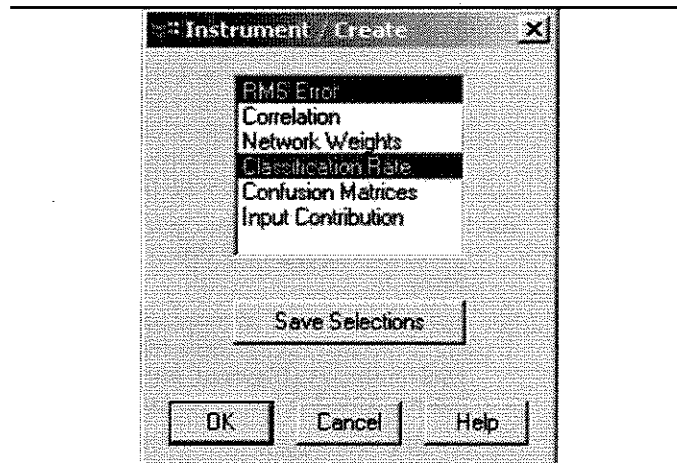 Instrument / Create
RMS Error
Correlation
Network Weights
Classification Rate
Confusion Matrices
Input Contribution
Save Selections
OK
Cancel
Help